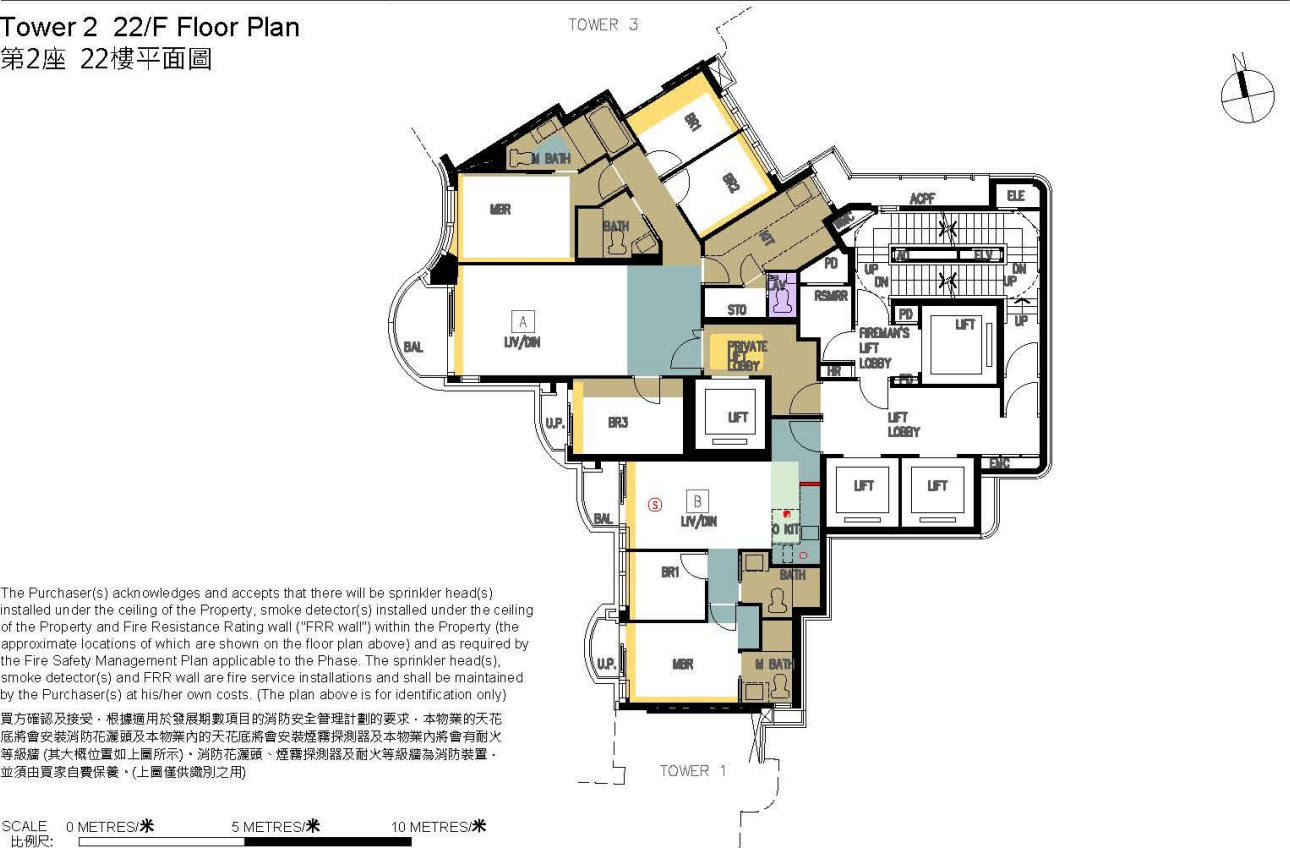 Tower 2 22/F Floor Plan
第2座 22樓平面圖
TOWER 3
N
BR1
BR2
M BATH
MBR
BATH
KIT
EMC
ACPF
ELE
AD
ELV
UP
DN
DN
UP
UP
PD
LAV
STO
RSMRR
PD
LIFT
FIREMAN'S
LIFT
LOBBY
PD
HR
A
LIV/DIN
BAL
PRIVATE
LIFT
LOBBY
U.P.
BR3
LIFT
LIFT
LOBBY
EMC
LIFT
LIFT
S
B
LIV/DIN
BAL
O KIT
BR1
BATH
U.P.
MBR
M BATH
TOWER 1
The Purchaser(s) acknowledges and accepts that there will be sprinkler head(s)
installed under the ceiling of the Property, smoke detector(s) installed under the ceiling
of the Property and Fire Resistance Rating wall ("FRR wall") within the Property (the
approximate locations of which are shown on the floor plan above) and as required by
the Fire Safety Management Plan applicable to the Phase. The sprinkler head(s),
smoke detector(s) and FRR wall are fire service installations and shall be maintained
by the Purchaser(s) at his/her own costs. (The plan above is for identification only)
買方確認及接受，根據適用於發展期數項目的消防安全管理計劃的要求，本物業的天花
底將會安裝消防花灑頭及本物業內的天花底將會安裝煙霧探測器及本物業內將會有耐火
等級牆 (其大概位置如上圖所示)。消防花灑頭、煙霧探測器及耐火等級牆為消防裝置，
並須由買家自費保養。(上圖僅供識別之用)
SCALE 0 METRES/米 5 METRES/米 10 METRES/米
比例尺: